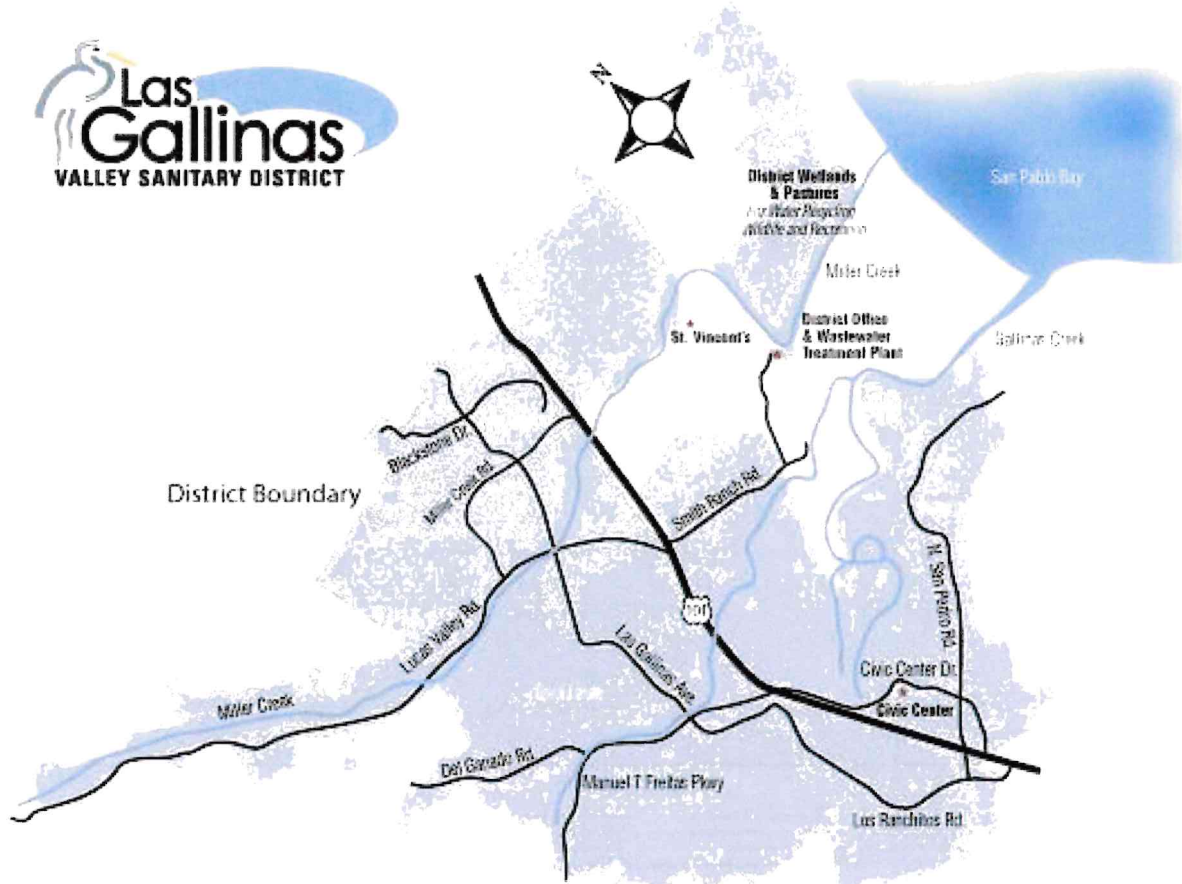 Las
Gallinas
VALLEY SANITARY DISTRICT
N
District Wetlands
& Pastures
For Water Recycling
Wildlife and Recreation
San Pablo Bay
Miller Creek
St. Vincent's
District Office
& Wastewater
Treatment Plant
Gallinas Creek
Blackstone Dr.
Miller Creek Rd.
District Boundary
Smith Ranch Rd.
N. San Pedro Rd.
101
Lucas Valley Rd.
Las Gallinas Ave.
Civic Center Dr.
Civic Center
Miller Creek
Del Ganado Rd.
Manuel T Freitas Pkwy
Los Ranchitos Rd.